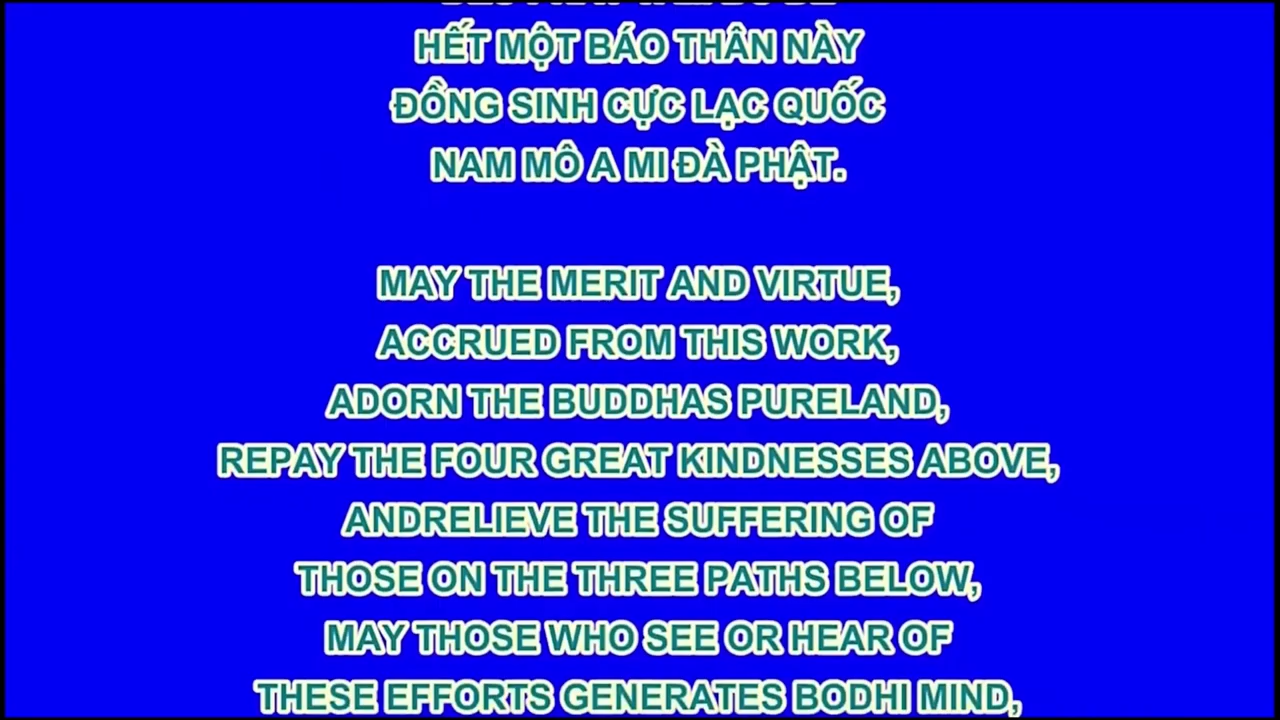 HẾT MỘT BÁO THÂN NÀY
ĐỒNG SINH CỰC LẠC QUỐC
NAM MÔ A MI ĐÀ PHẬT.
MAY THE MERIT AND VIRTUE,
ACCRUED FROM THIS WORK,
ADORN THE BUDDHAS PURELAND,
REPAY THE FOUR GREAT KINDNESSES ABOVE,
ANDRELIEVE THE SUFFERING OF
THOSE ON THE THREE PATHS BELOW,
MAY THOSE WHO SEE OR HEAR OF
THESE EFFORTS GENERATES BODHI MIND,